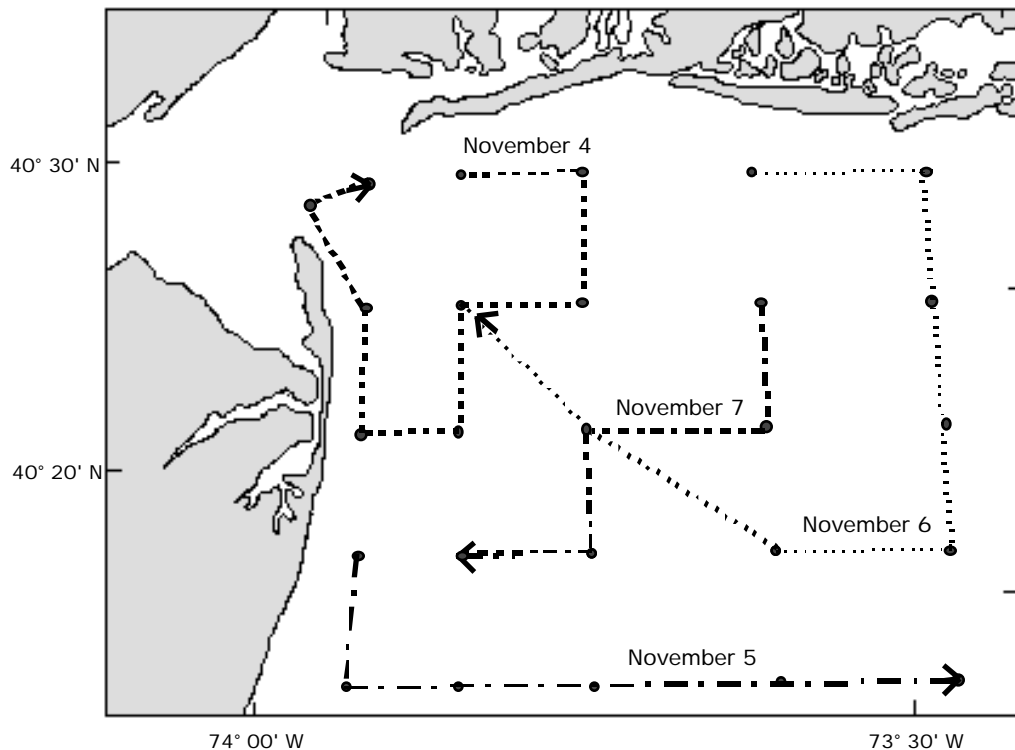 November 4
40° 30' N
November 7
40° 20' N
November 6
November 5
74° 00' W
73° 30' W